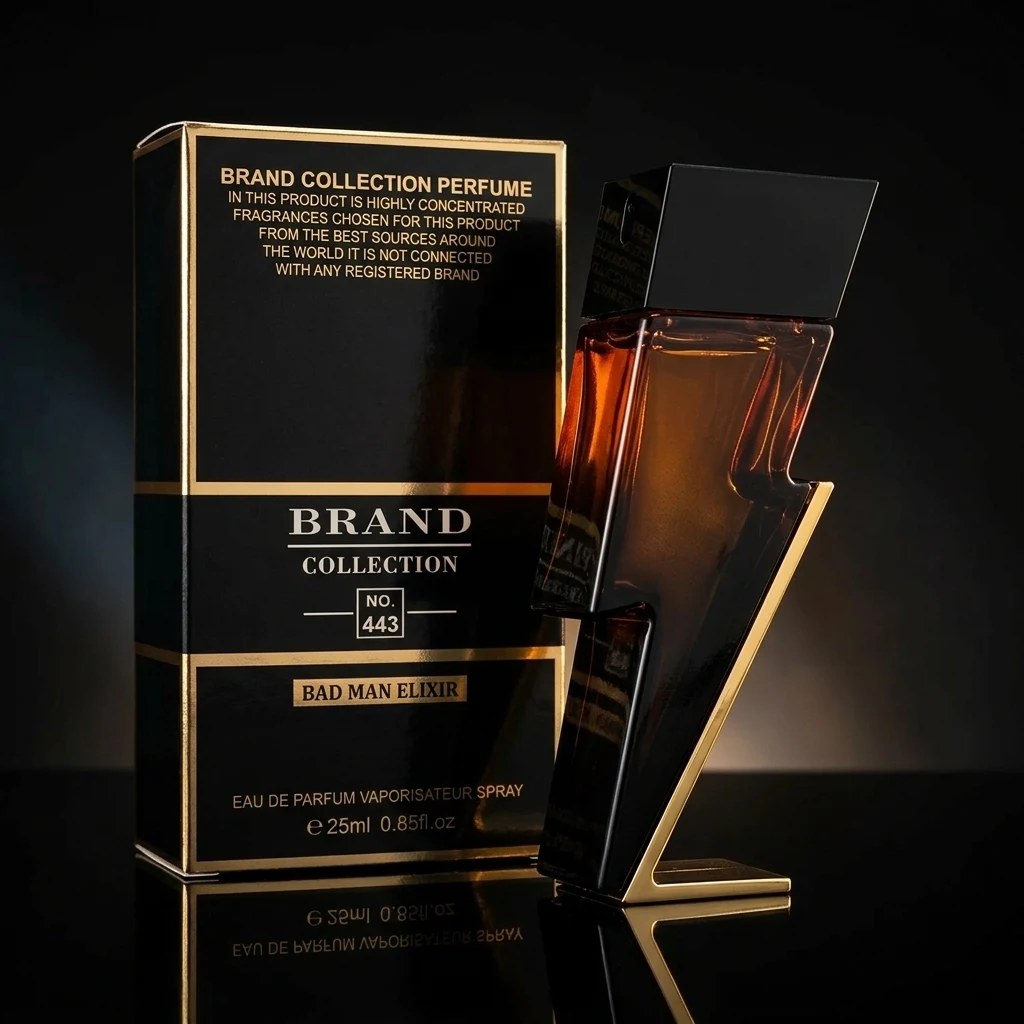 BRAND COLLECTION PERFUME
IN THIS PRODUCT IS HIGHLY CONCENTRATED
FRAGRANCES CHOSEN FOR THIS PRODUCT
FROM THE BEST SOURCES AROUND
THE WORLD IT IS NOT CONNECTED
WITH ANY REGISTERED BRAND
BRAND
COLLECTION
NO.
443
BAD MAN ELIXIR
EAU DE PARFUM VAPORISATEUR SPRAY
℮ 25ml 0.85fl.oz